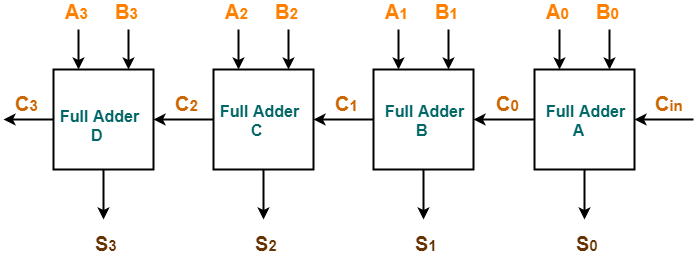 A3 B3 A2 B2 A1 B1 A0 B0
C3 C2 C1 C0 Cin
Full Adder D
Full Adder C
Full Adder B
Full Adder A
S3 S2 S1 S0